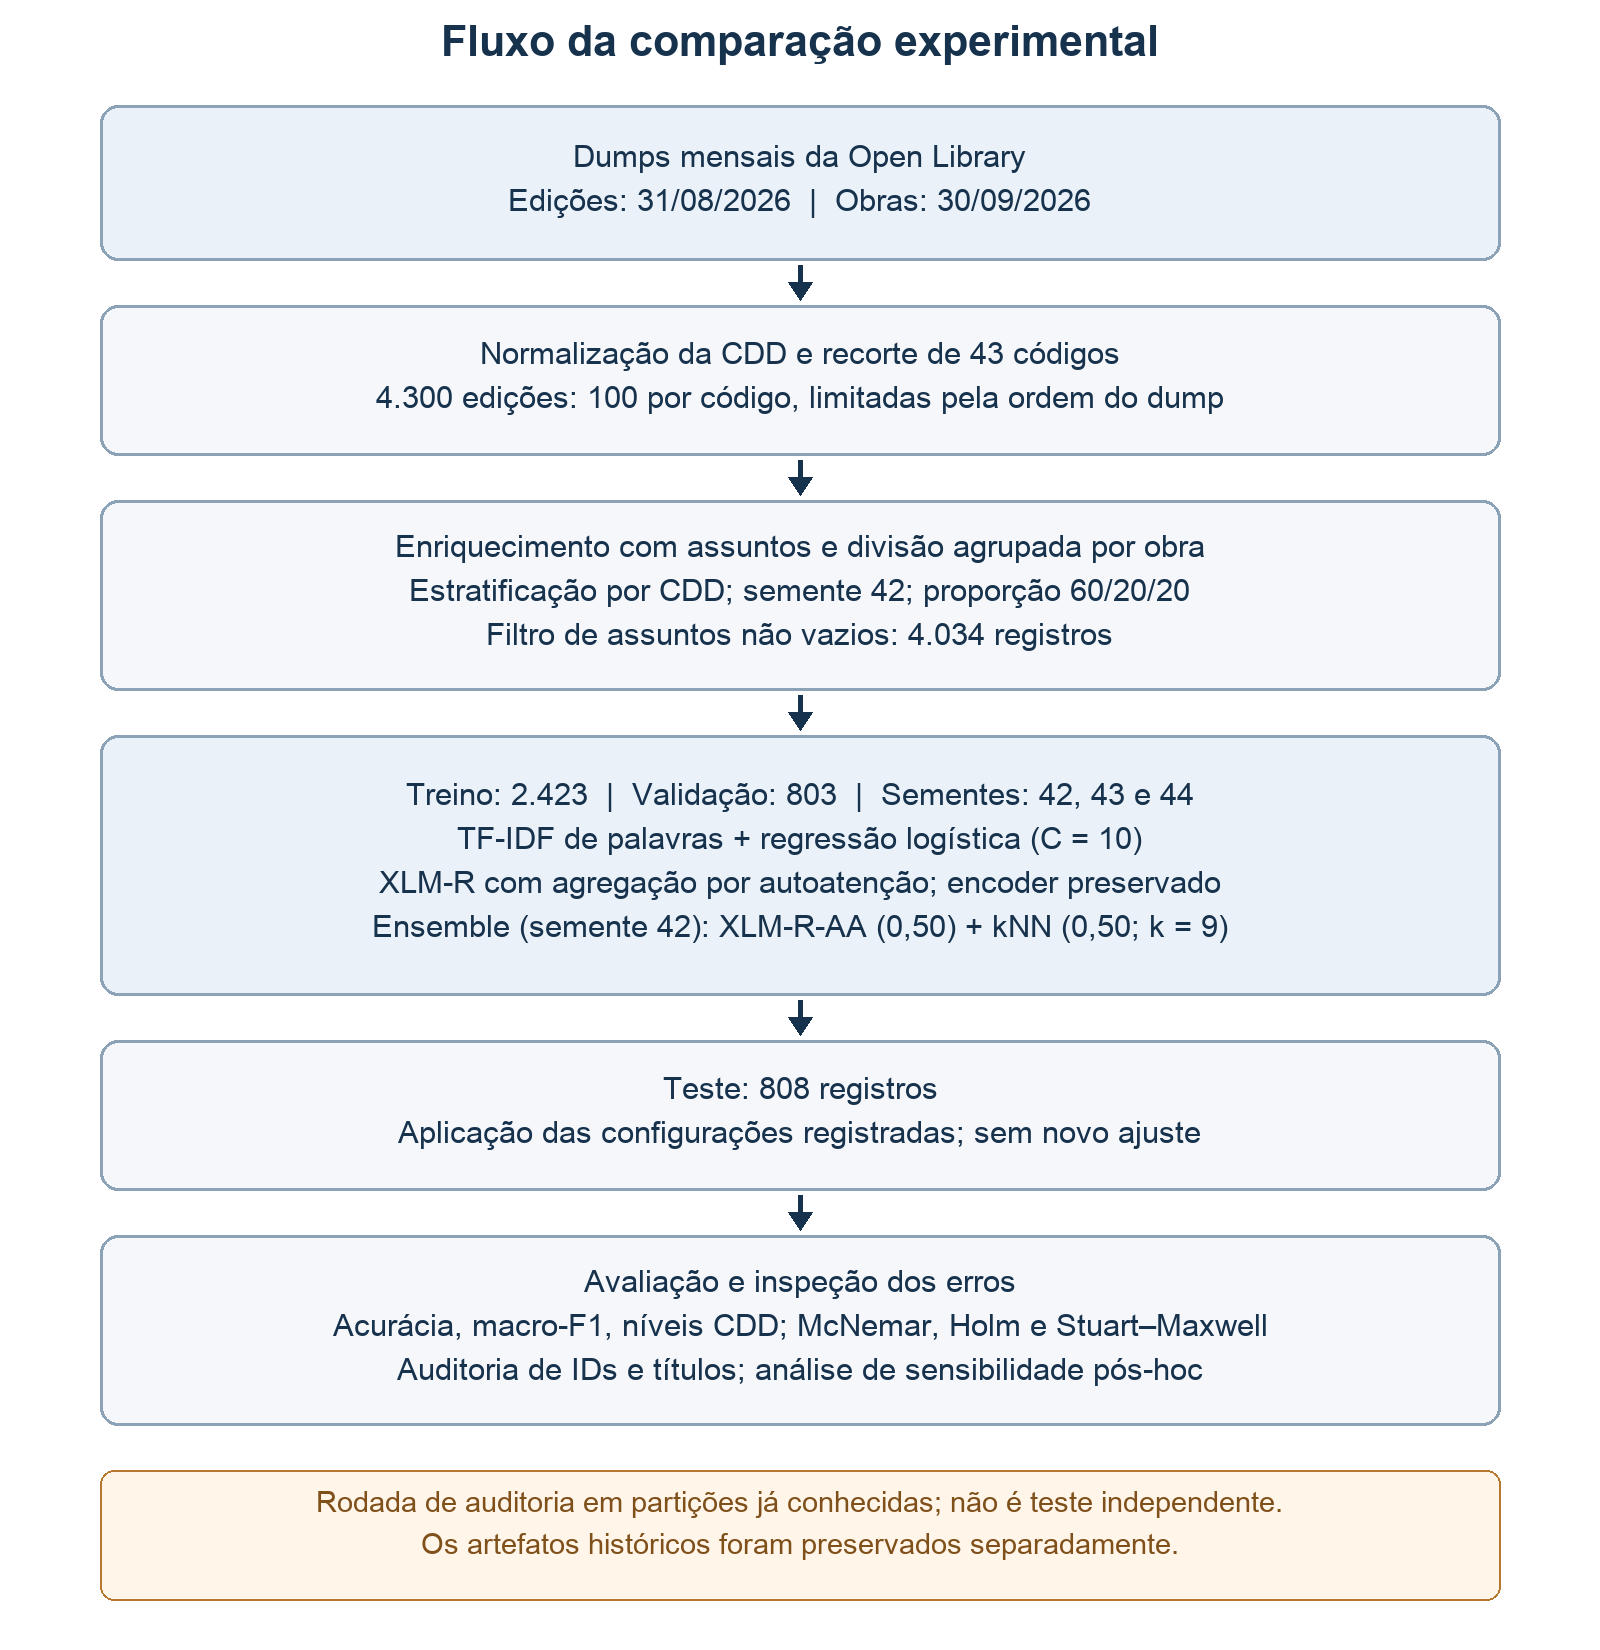 Fluxo da comparação experimental
Dumps mensais da Open Library
Edições: 31/08/2026 | Obras: 30/09/2026
Normalização da CDD e recorte de 43 códigos
4.300 edições: 100 por código, limitadas pela ordem do dump
Enriquecimento com assuntos e divisão agrupada por obra
Estratificação por CDD; semente 42; proporção 60/20/20
Filtro de assuntos não vazios: 4.034 registros
Treino: 2.423 | Validação: 803 | Sementes: 42, 43 e 44
TF-IDF de palavras + regressão logística (C = 10)
XLM-R com agregação por autoatenção; encoder preservado
Ensemble (semente 42): XLM-R-AA (0,50) + kNN (0,50; k = 9)
Teste: 808 registros
Aplicação das configurações registradas; sem novo ajuste
Avaliação e inspeção dos erros
Acurácia, macro-F1, níveis CDD; McNemar, Holm e Stuart–Maxwell
Auditoria de IDs e títulos; análise de sensibilidade pós-hoc
Rodada de auditoria em partições já conhecidas; não é teste independente.
Os artefatos históricos foram preservados separadamente.